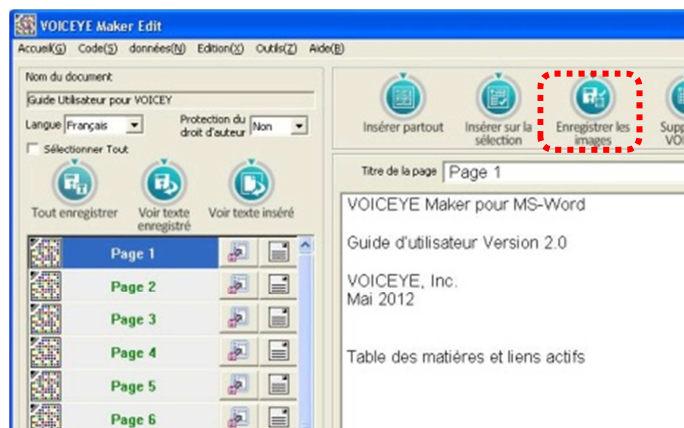 VOICEYE Maker Edit
Accueil(G) Code(S) données(N) Edition(X) Outils(Z) Aide(B)
Nom du document
Guide Utilisateur pour VOICEY
Langue Français
Protection du droit d'auteur Non
Sélectionner Tout
Tout enregistrer
Voir texte enregistré
Voir texte inséré
Page 1
Page 2
Page 3
Page 4
Page 5
Page 6
Insérer partout
Insérer sur la sélection
Enregistrer les images
Titre de la page Page 1
VOICEYE Maker pour MS-Word
Guide d'utilisateur Version 2.0
VOICEYE, Inc.
Mai 2012
Table des matières et liens actifs